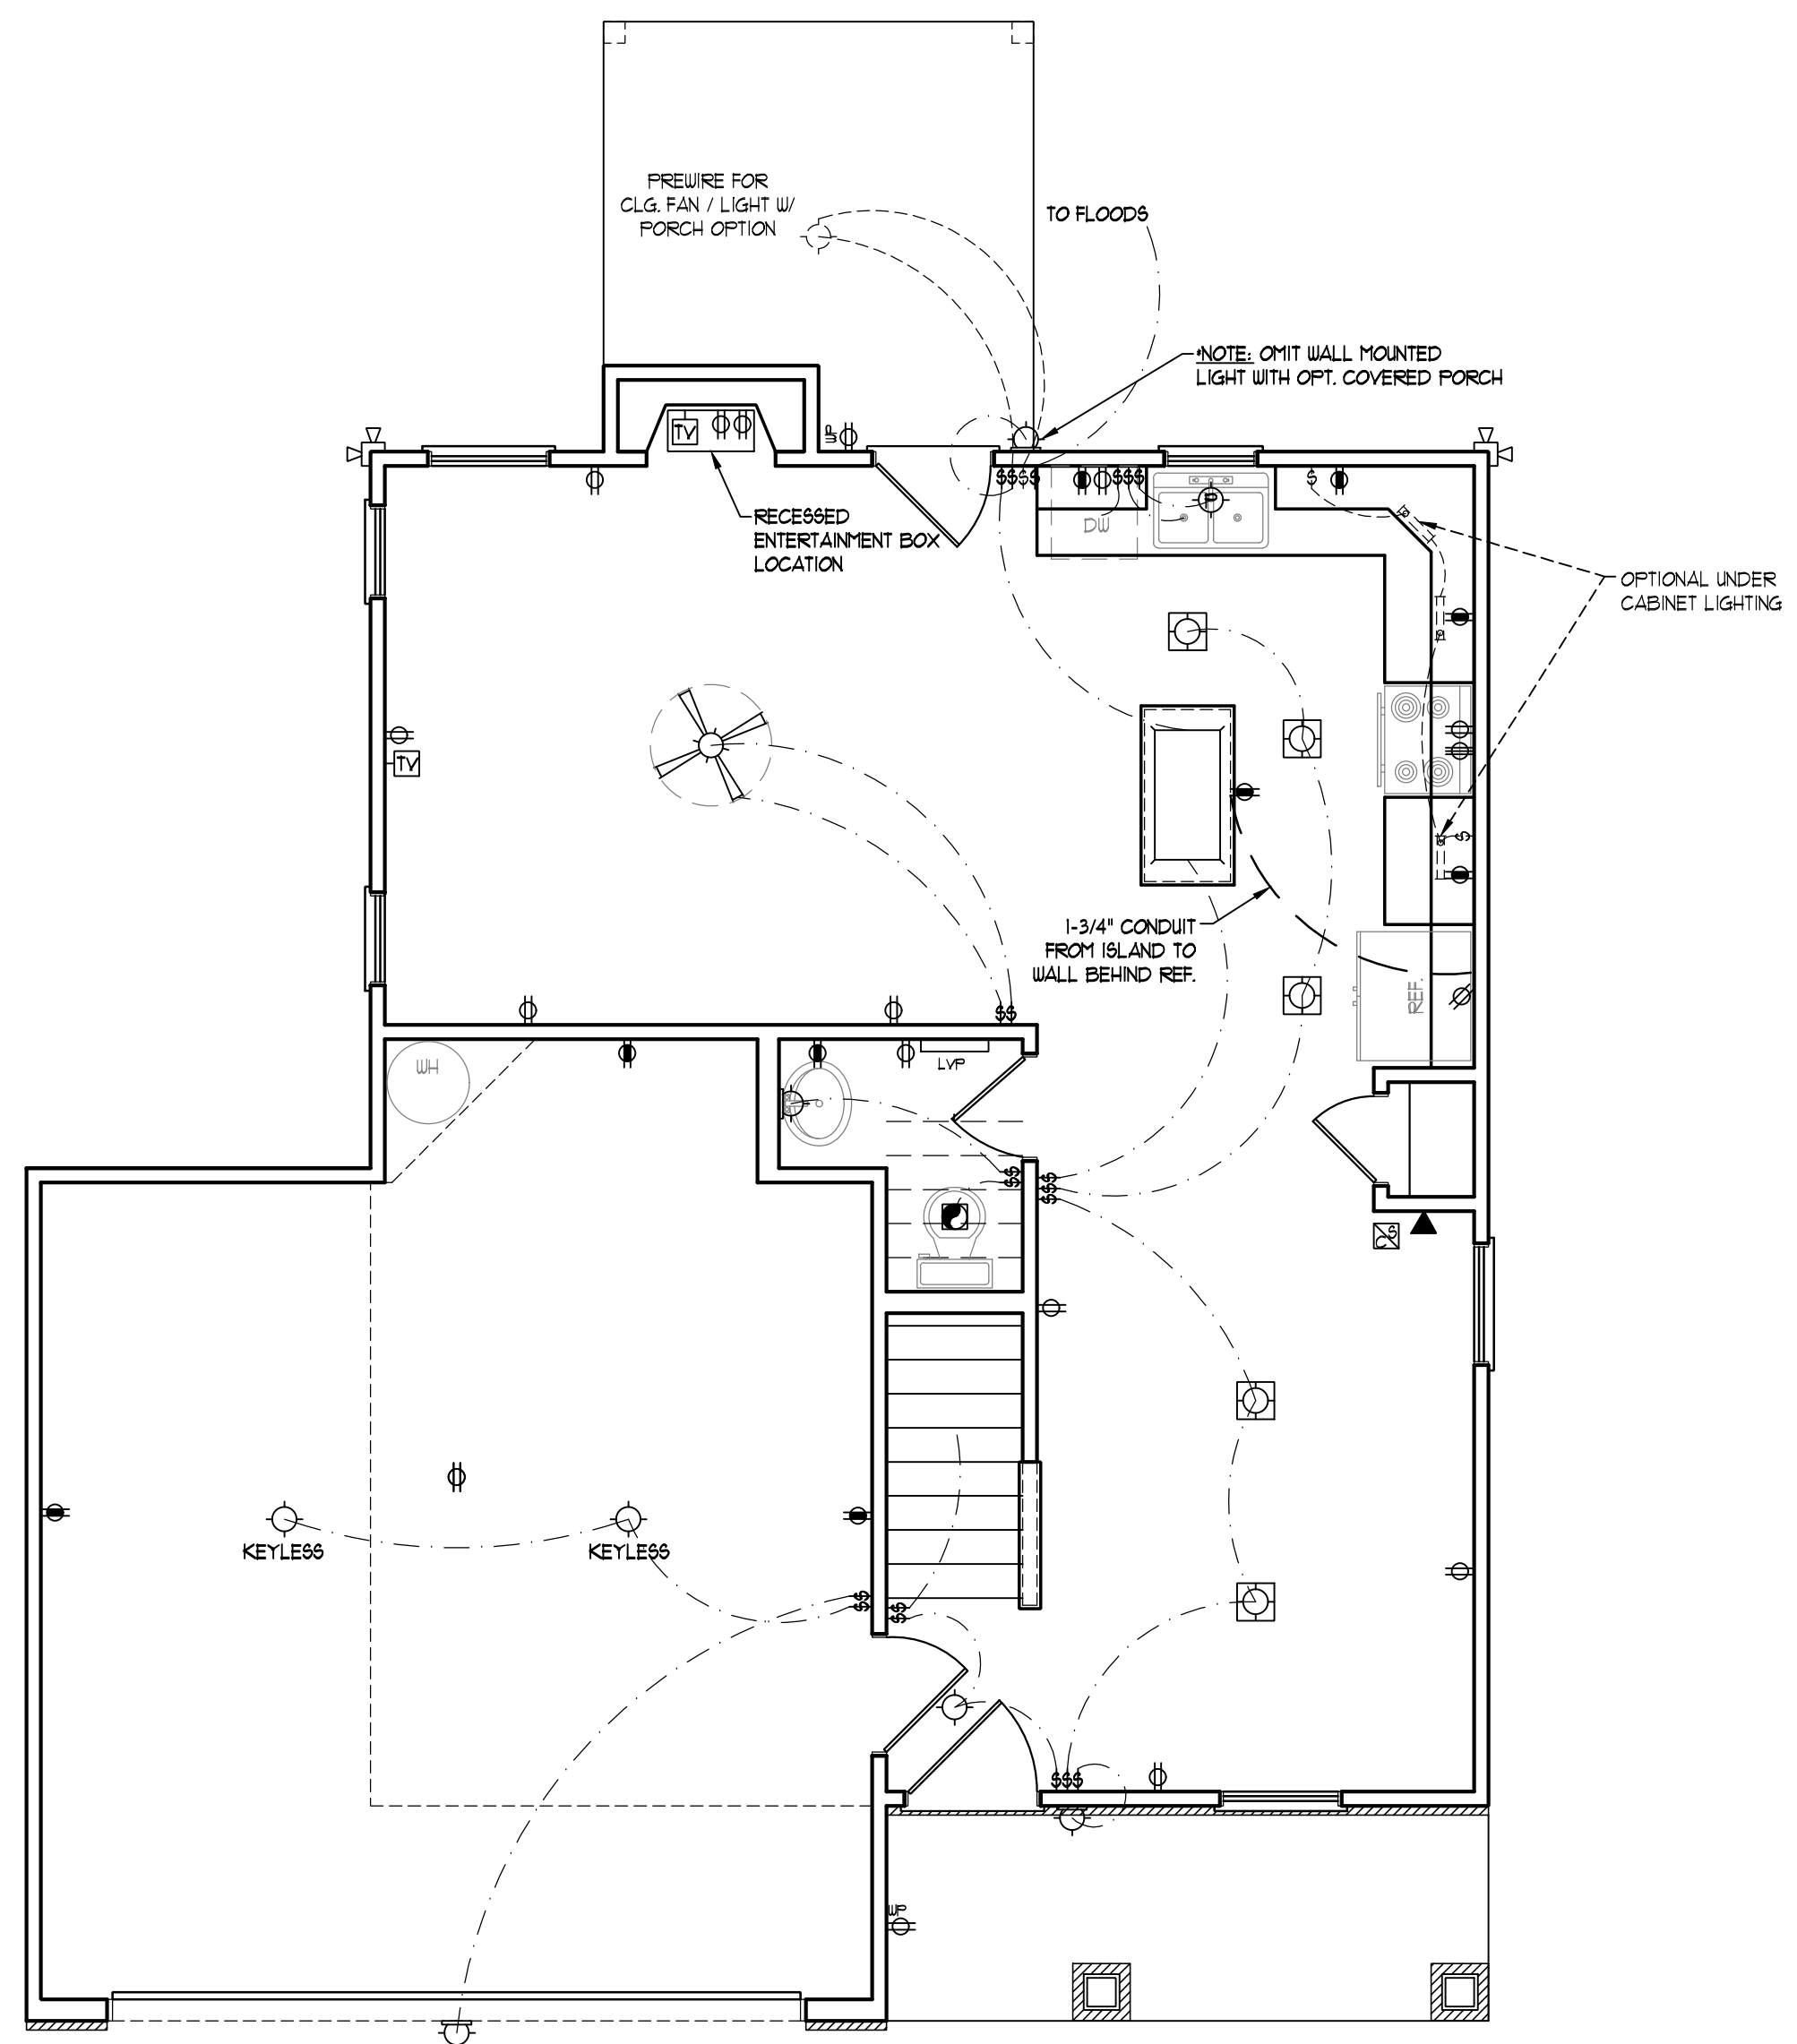 PREWIRE FOR
CLG. FAN / LIGHT W/
PORCH OPTION
TO FLOODS
*NOTE: OMIT WALL MOUNTED
LIGHT WITH OPT. COVERED PORCH
TV
WP
$$$$
$$$
P
$
RECESSED
ENTERTAINMENT BOX
LOCATION
DW
OPTIONAL UNDER
CABINET LIGHTING
TV
$
1-3/4" CONDUIT
FROM ISLAND TO
WALL BEHIND REF.
REF.
$$
WH
LVP
$$
$$$
CS
KEYLESS
KEYLESS
$$
$$
$$$
WP